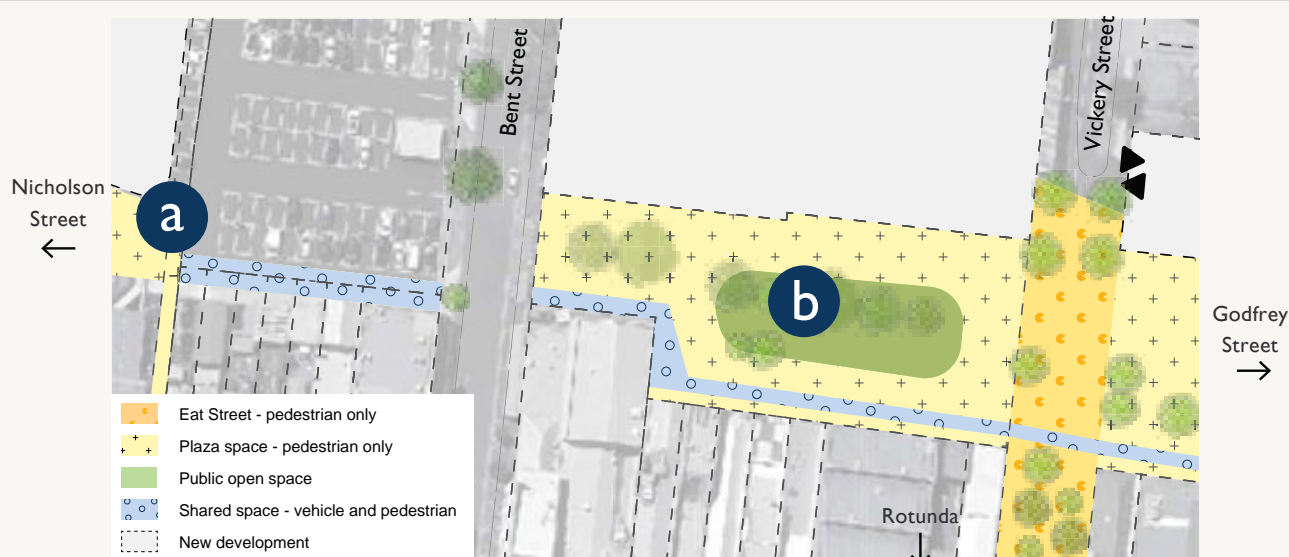 Bent Street
Vickery Street
Nicholson
Street
←
a
b
Godfrey
Street
→
Eat Street - pedestrian only
Plaza space - pedestrian only
Public open space
Shared space - vehicle and pedestrian
New development
Rotunda